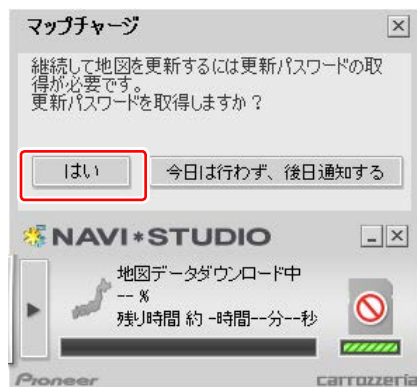 マップチャージ
継続して地図を更新するには更新パスワードの取
得が必要です。
更新パスワードを取得しますか？
はい
今日は行わず、後日通知する
NAVI*STUDIO
地図データダウンロード中
-- %
残り時間 約 -時間--分--秒
Pioneer
carrozzeria